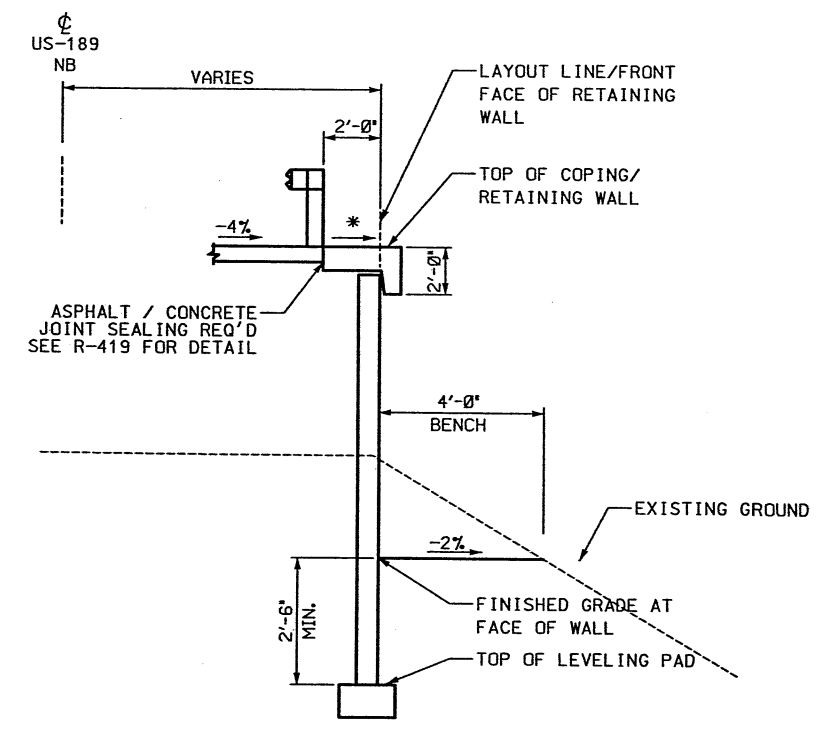 ℄
US-189
NB
VARIES
LAYOUT LINE/FRONT
FACE OF RETAINING
WALL
2'-0"
TOP OF COPING/
RETAINING WALL
-4%
*
2'-0"
ASPHALT / CONCRETE
JOINT SEALING REQ'D
SEE R-419 FOR DETAIL
4'-0"
BENCH
EXISTING GROUND
-2%
2'-6"
MIN.
FINISHED GRADE AT
FACE OF WALL
TOP OF LEVELING PAD